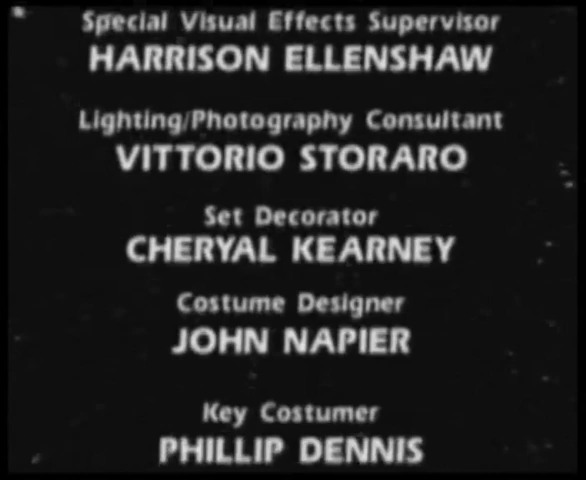 Special Visual Effects Supervisor
HARRISON ELLENSHAW
Lighting/Photography Consultant
VITTORIO STORARO
Set Decorator
CHERYAL KEARNEY
Costume Designer
JOHN NAPIER
Key Costumer
PHILLIP DENNIS